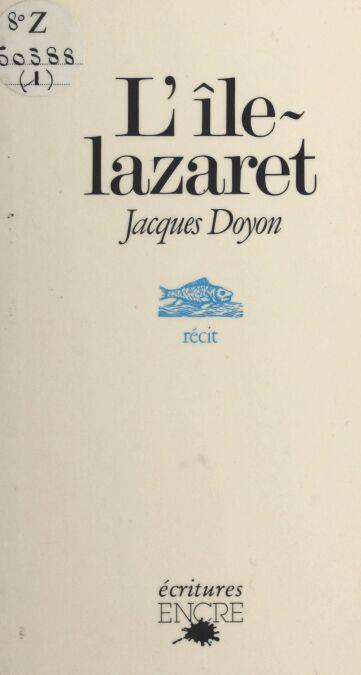 8° Z
50388
(1)
L'île-
lazaret
Jacques Doyon
récit
écritures
ENCRE